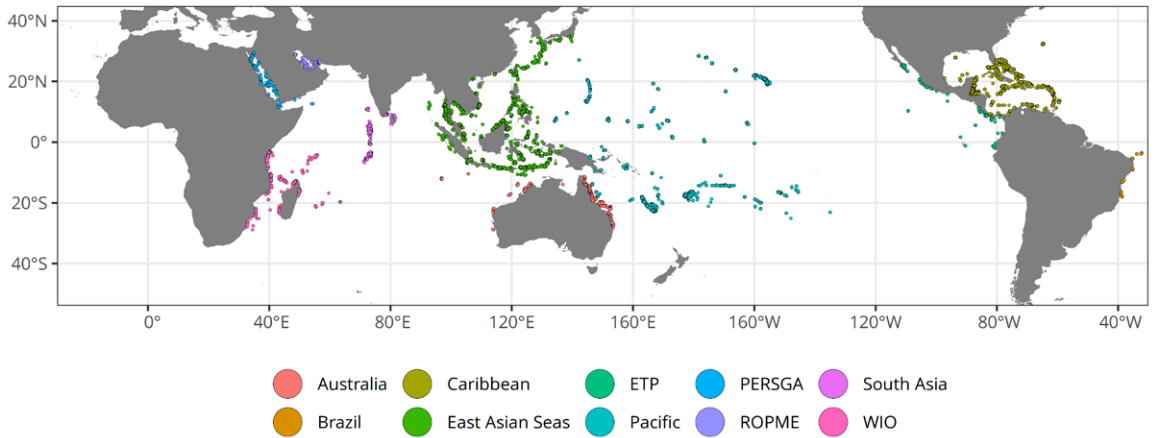 40°N
20°N
0°
20°S
40°S
0° 40°E 80°E 120°E 160°E 160°W 120°W 80°W 40°W
Australia Caribbean ETP PERSGA South Asia
Brazil East Asian Seas Pacific ROPME WIO